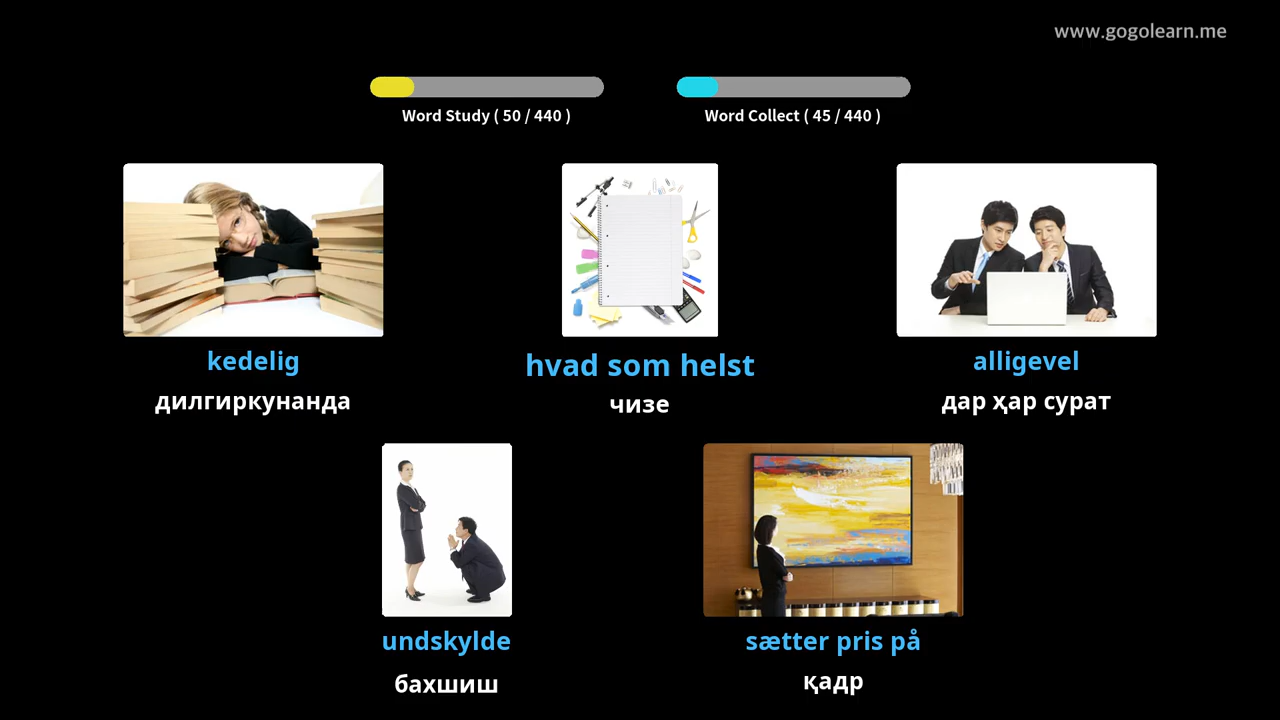 www.gogolearn.me
Word Study ( 50 / 440 )
Word Collect ( 45 / 440 )
kedelig
дилгиркунанда
hvad som helst
чизе
alligevel
дар ҳар сурат
undskylde
бахшиш
sætter pris på
қадр